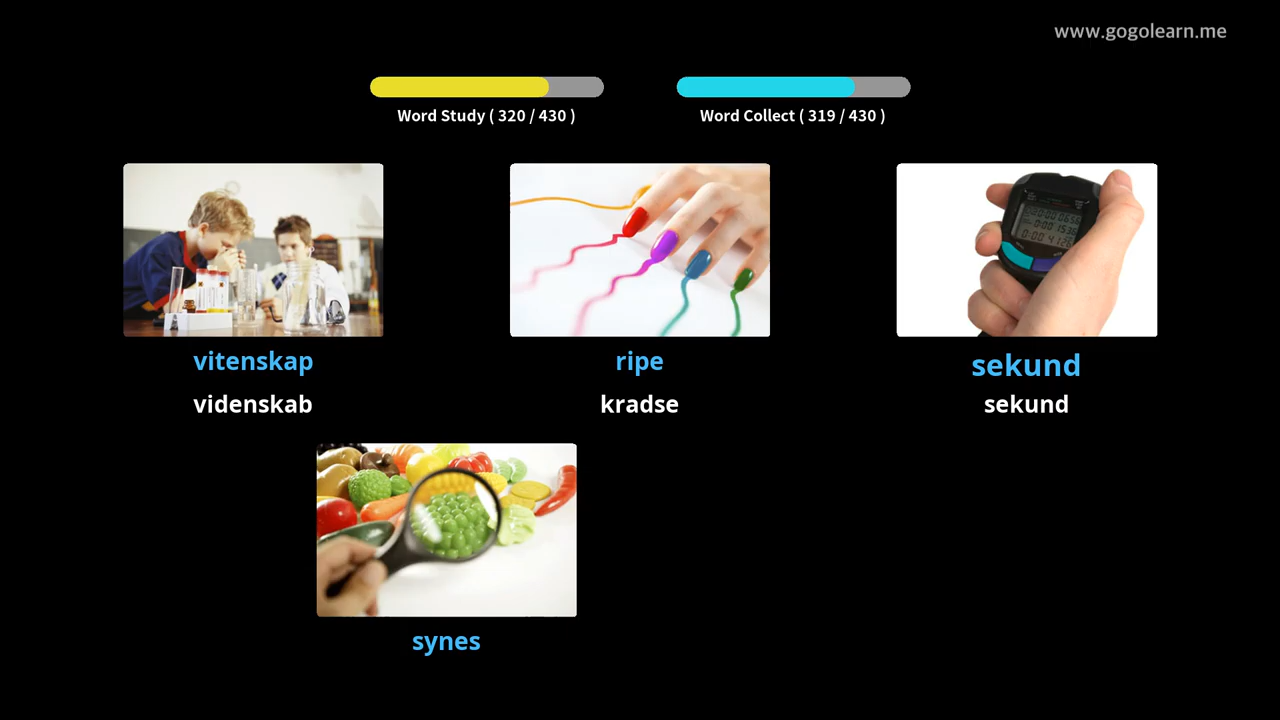 www.gogolearn.me
Word Study ( 320 / 430 )
Word Collect ( 319 / 430 )
vitenskap
ripe
sekund
videnskab
kradse
sekund
synes